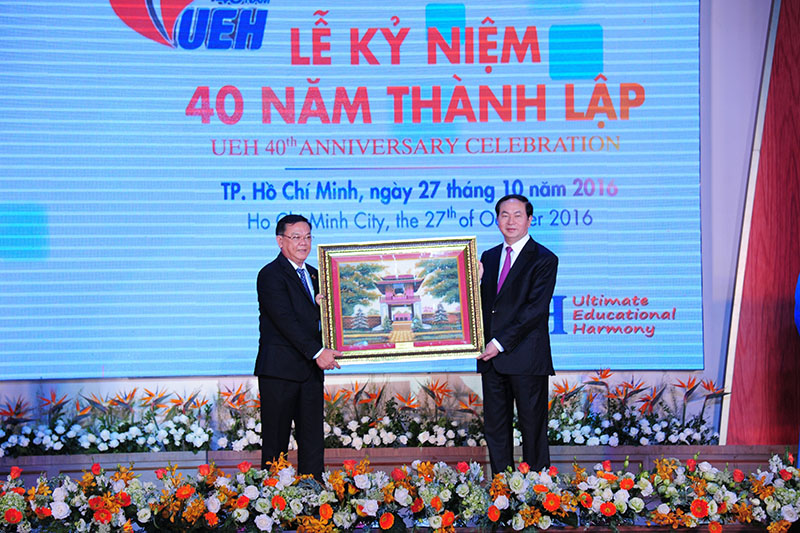 UEH
LỄ KỶ NIỆM
40 NĂM THÀNH LẬP
UEH 40th ANNIVERSARY CELEBRATION
TP. Hồ Chí Minh, ngày 27 tháng 10 năm 2016
Ho Chi Minh City, the 27th of 2016
H Ultimate
Educational
Harmony